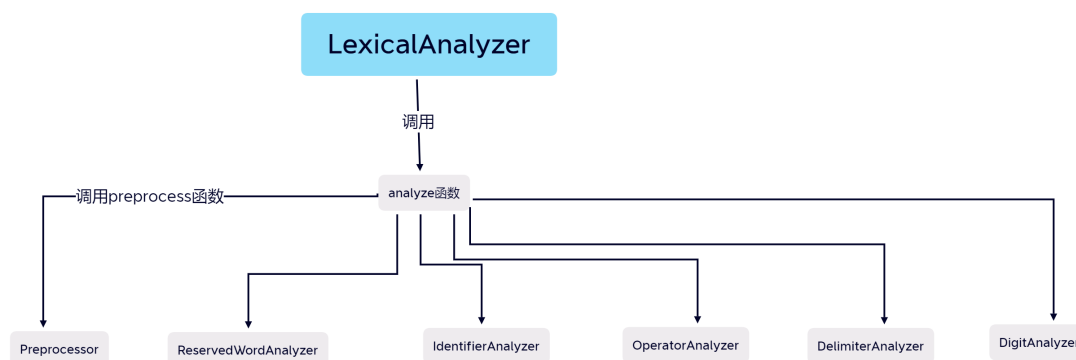 LexicalAnalyzer
调用
analyze函数
调用preprocess函数
Preprocessor
ReservedWordAnalyzer
IdentifierAnalyzer
OperatorAnalyzer
DelimiterAnalyzer
DigitAnalyzer